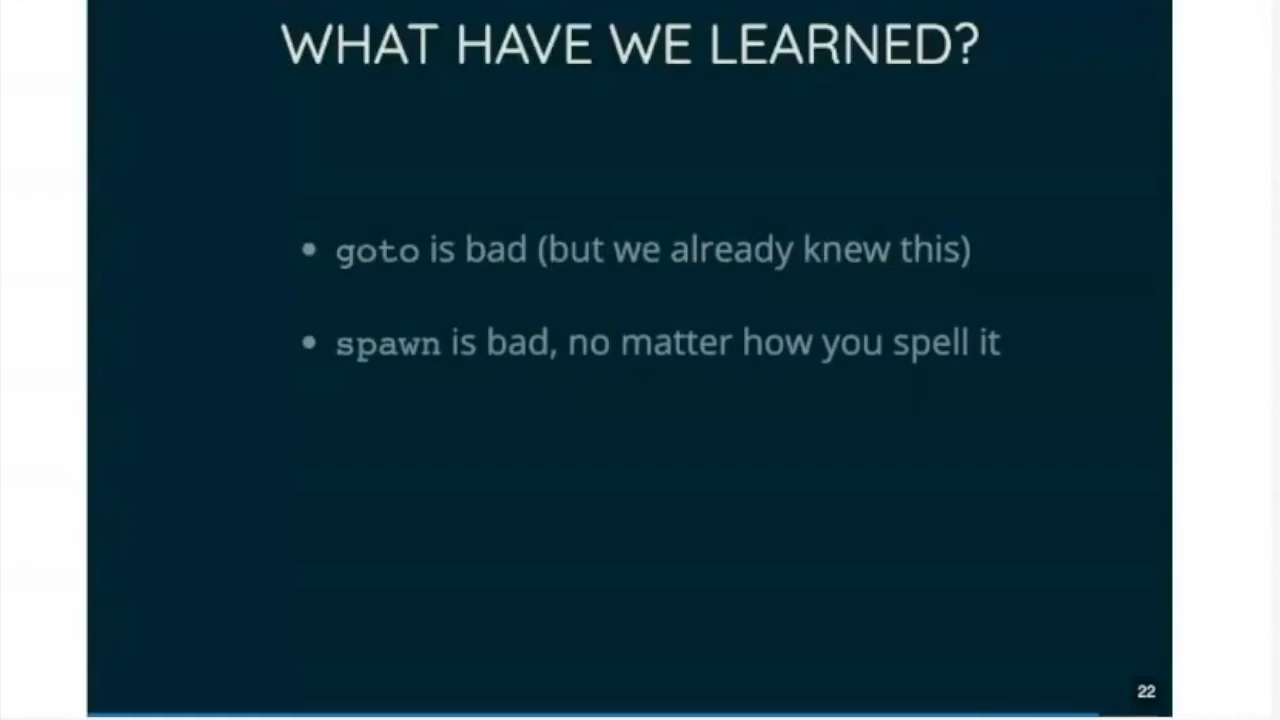 WHAT HAVE WE LEARNED?
• goto is bad (but we already knew this)
• spawn is bad, no matter how you spell it
22